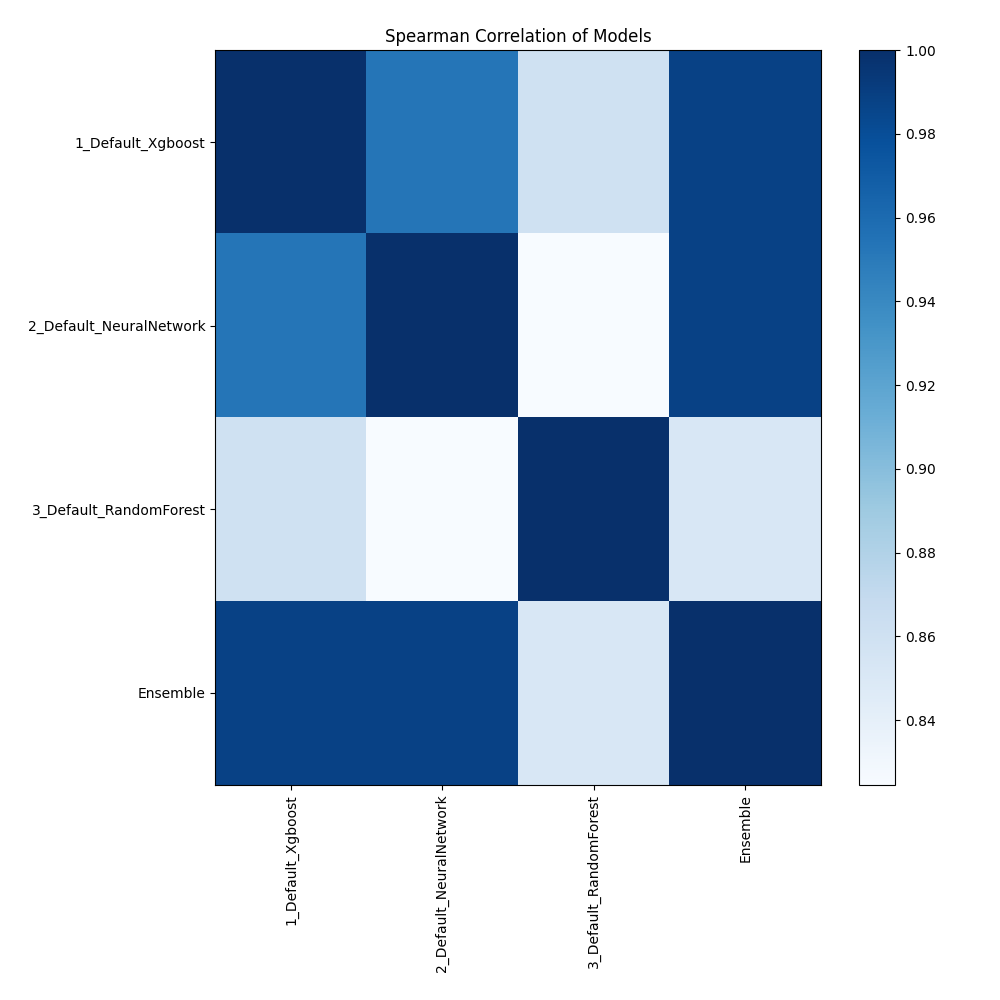 Spearman Correlation of Models
1_Default_Xgboost
2_Default_NeuralNetwork
3_Default_RandomForest
Ensemble
1_Default_Xgboost
2_Default_NeuralNetwork
3_Default_RandomForest
Ensemble
1.00
0.98
0.96
0.94
0.92
0.90
0.88
0.86
0.84